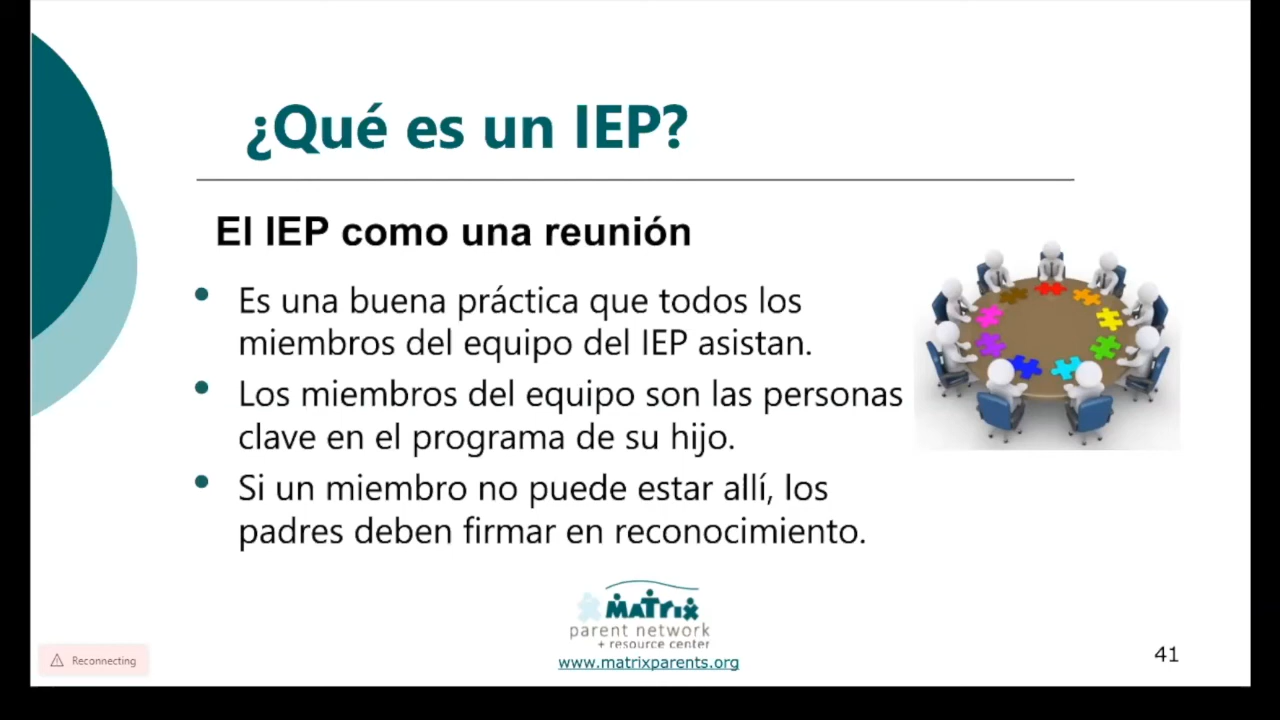 ¿Qué es un IEP?
El IEP como una reunión
• Es una buena práctica que todos los
miembros del equipo del IEP asistan.
• Los miembros del equipo son las personas
clave en el programa de su hijo.
• Si un miembro no puede estar allí, los
padres deben firmar en reconocimiento.
MATRIX
parent network
+ resource center
www.matrixparents.org
Reconnecting
41